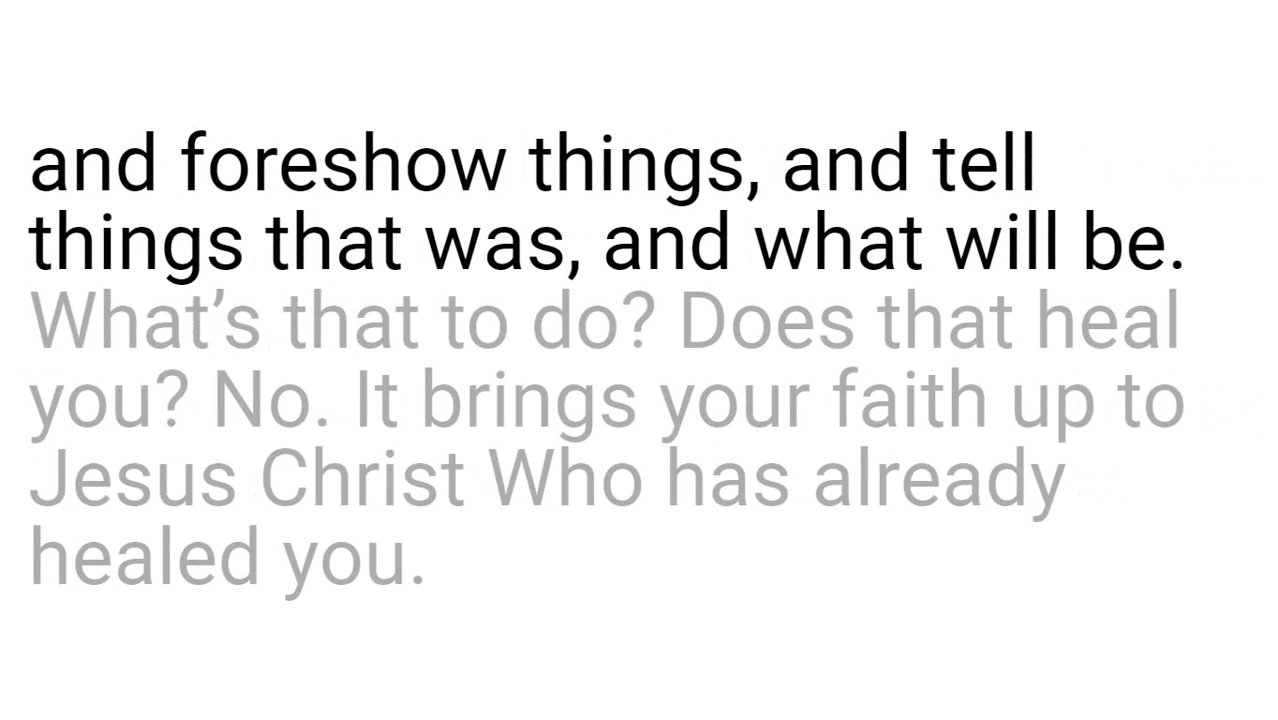 and foreshow things, and tell
things that was, and what will be.
What’s that to do? Does that heal
you? No. It brings your faith up to
Jesus Christ Who has already
healed you.